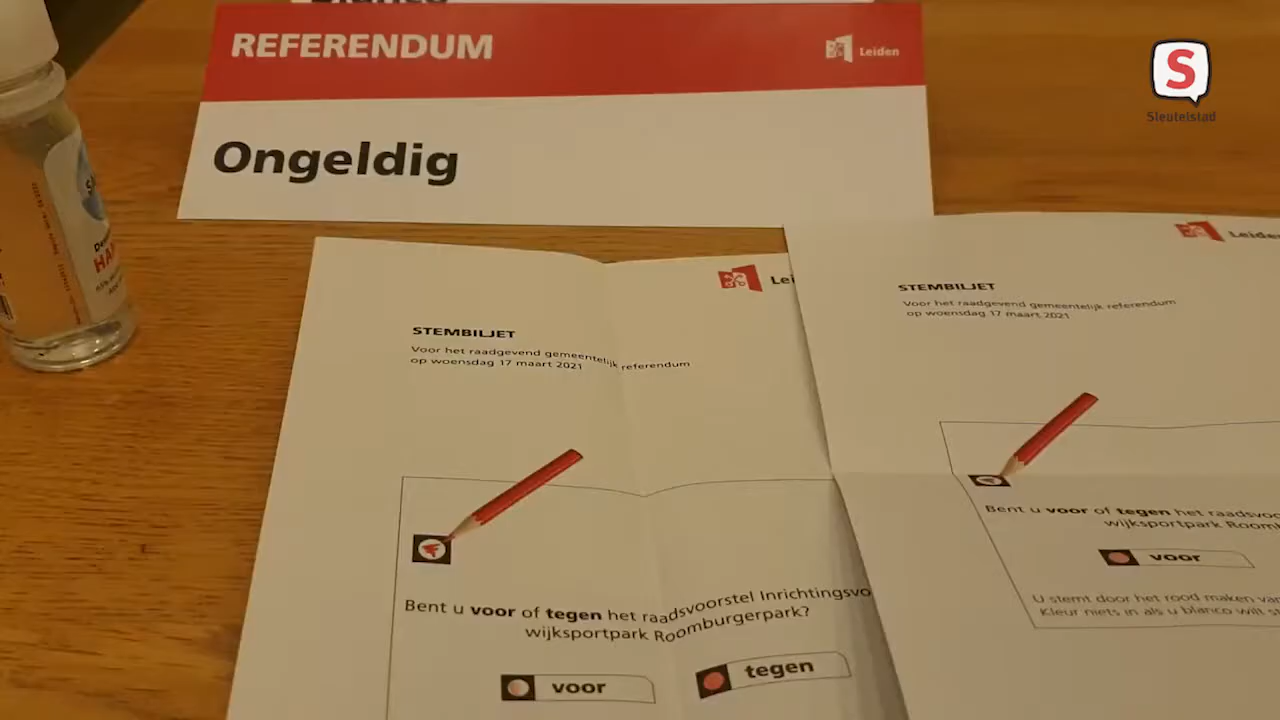 REFERENDUM
Leiden
Ongeldig
S
Sleutelstad
STEMBILJET
Voor het raadgevend gemeentelijk referendum
op woensdag 17 maart 2021
Bent u voor of tegen het raadsvoorstel Inrichtingsvo
wijksportpark Roomburgerpark?
voor
tegen
Leiden
STEMBILJET
Voor het raadgevend gemeentelijk referendum
op woensdag 17 maart 2021
Bent u voor of tegen het raadsvo
wijksportpark Room
voor
U stemt door het rood maken va
Kleur niets in als u blanco wilt st